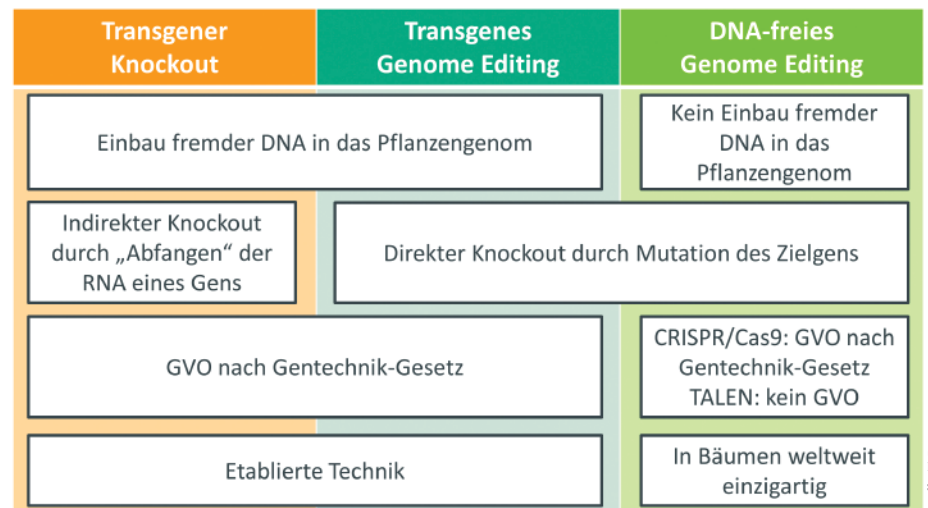 Transgener
Knockout
Transgenes
Genome Editing
DNA-freies
Genome Editing
Einbau fremder DNA in das Pflanzengenom
Kein Einbau fremder
DNA in das
Pflanzengenom
Indirekter Knockout
durch „Abfangen“ der
RNA eines Gens
Direkter Knockout durch Mutation des Zielgens
GVO nach Gentechnik-Gesetz
CRISPR/Cas9: GVO nach
Gentechnik-Gesetz
TALEN: kein GVO
Etablierte Technik
In Bäumen weltweit
einzigartig